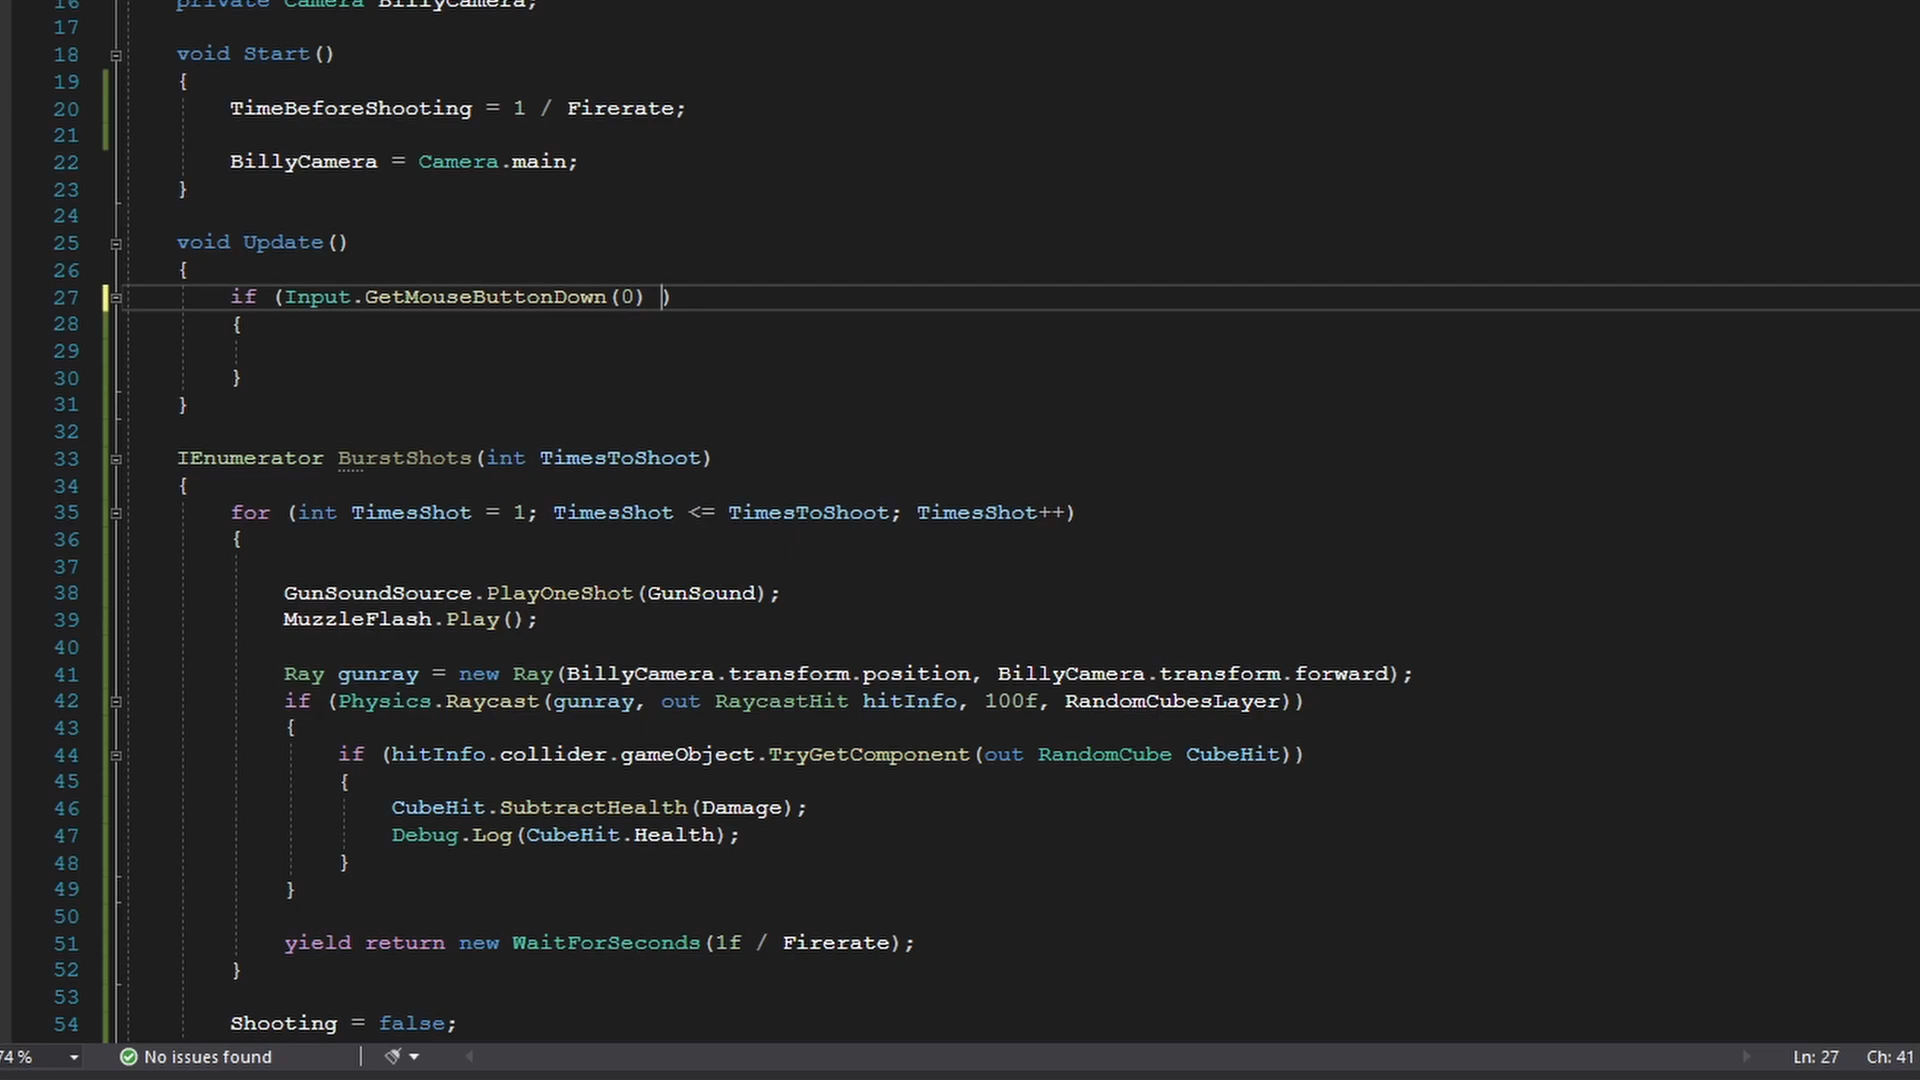 16 private Camera BillyCamera;
17
18 void Start()
19 {
20 TimeBeforeShooting = 1 / Firerate;
21
22 BillyCamera = Camera.main;
23 }
24
25 void Update()
26 {
27 if (Input.GetMouseButtonDown(0) )
28 {
29
30 }
31 }
32
33 IEnumerator BurstShots(int TimesToShoot)
34 {
35 for (int TimesShot = 1; TimesShot <= TimesToShoot; TimesShot++)
36 {
37
38 GunSoundSource.PlayOneShot(GunSound);
39 MuzzleFlash.Play();
40
41 Ray gunray = new Ray(BillyCamera.transform.position, BillyCamera.transform.forward);
42 if (Physics.Raycast(gunray, out RaycastHit hitInfo, 100f, RandomCubesLayer))
43 {
44 if (hitInfo.collider.gameObject.TryGetComponent(out RandomCube CubeHit))
45 {
46 CubeHit.SubtractHealth(Damage);
47 Debug.Log(CubeHit.Health);
48 }
49 }
50
51 yield return new WaitForSeconds(1f / Firerate);
52 }
53
54 Shooting = false;
74 % No issues found Ln: 27 Ch: 41